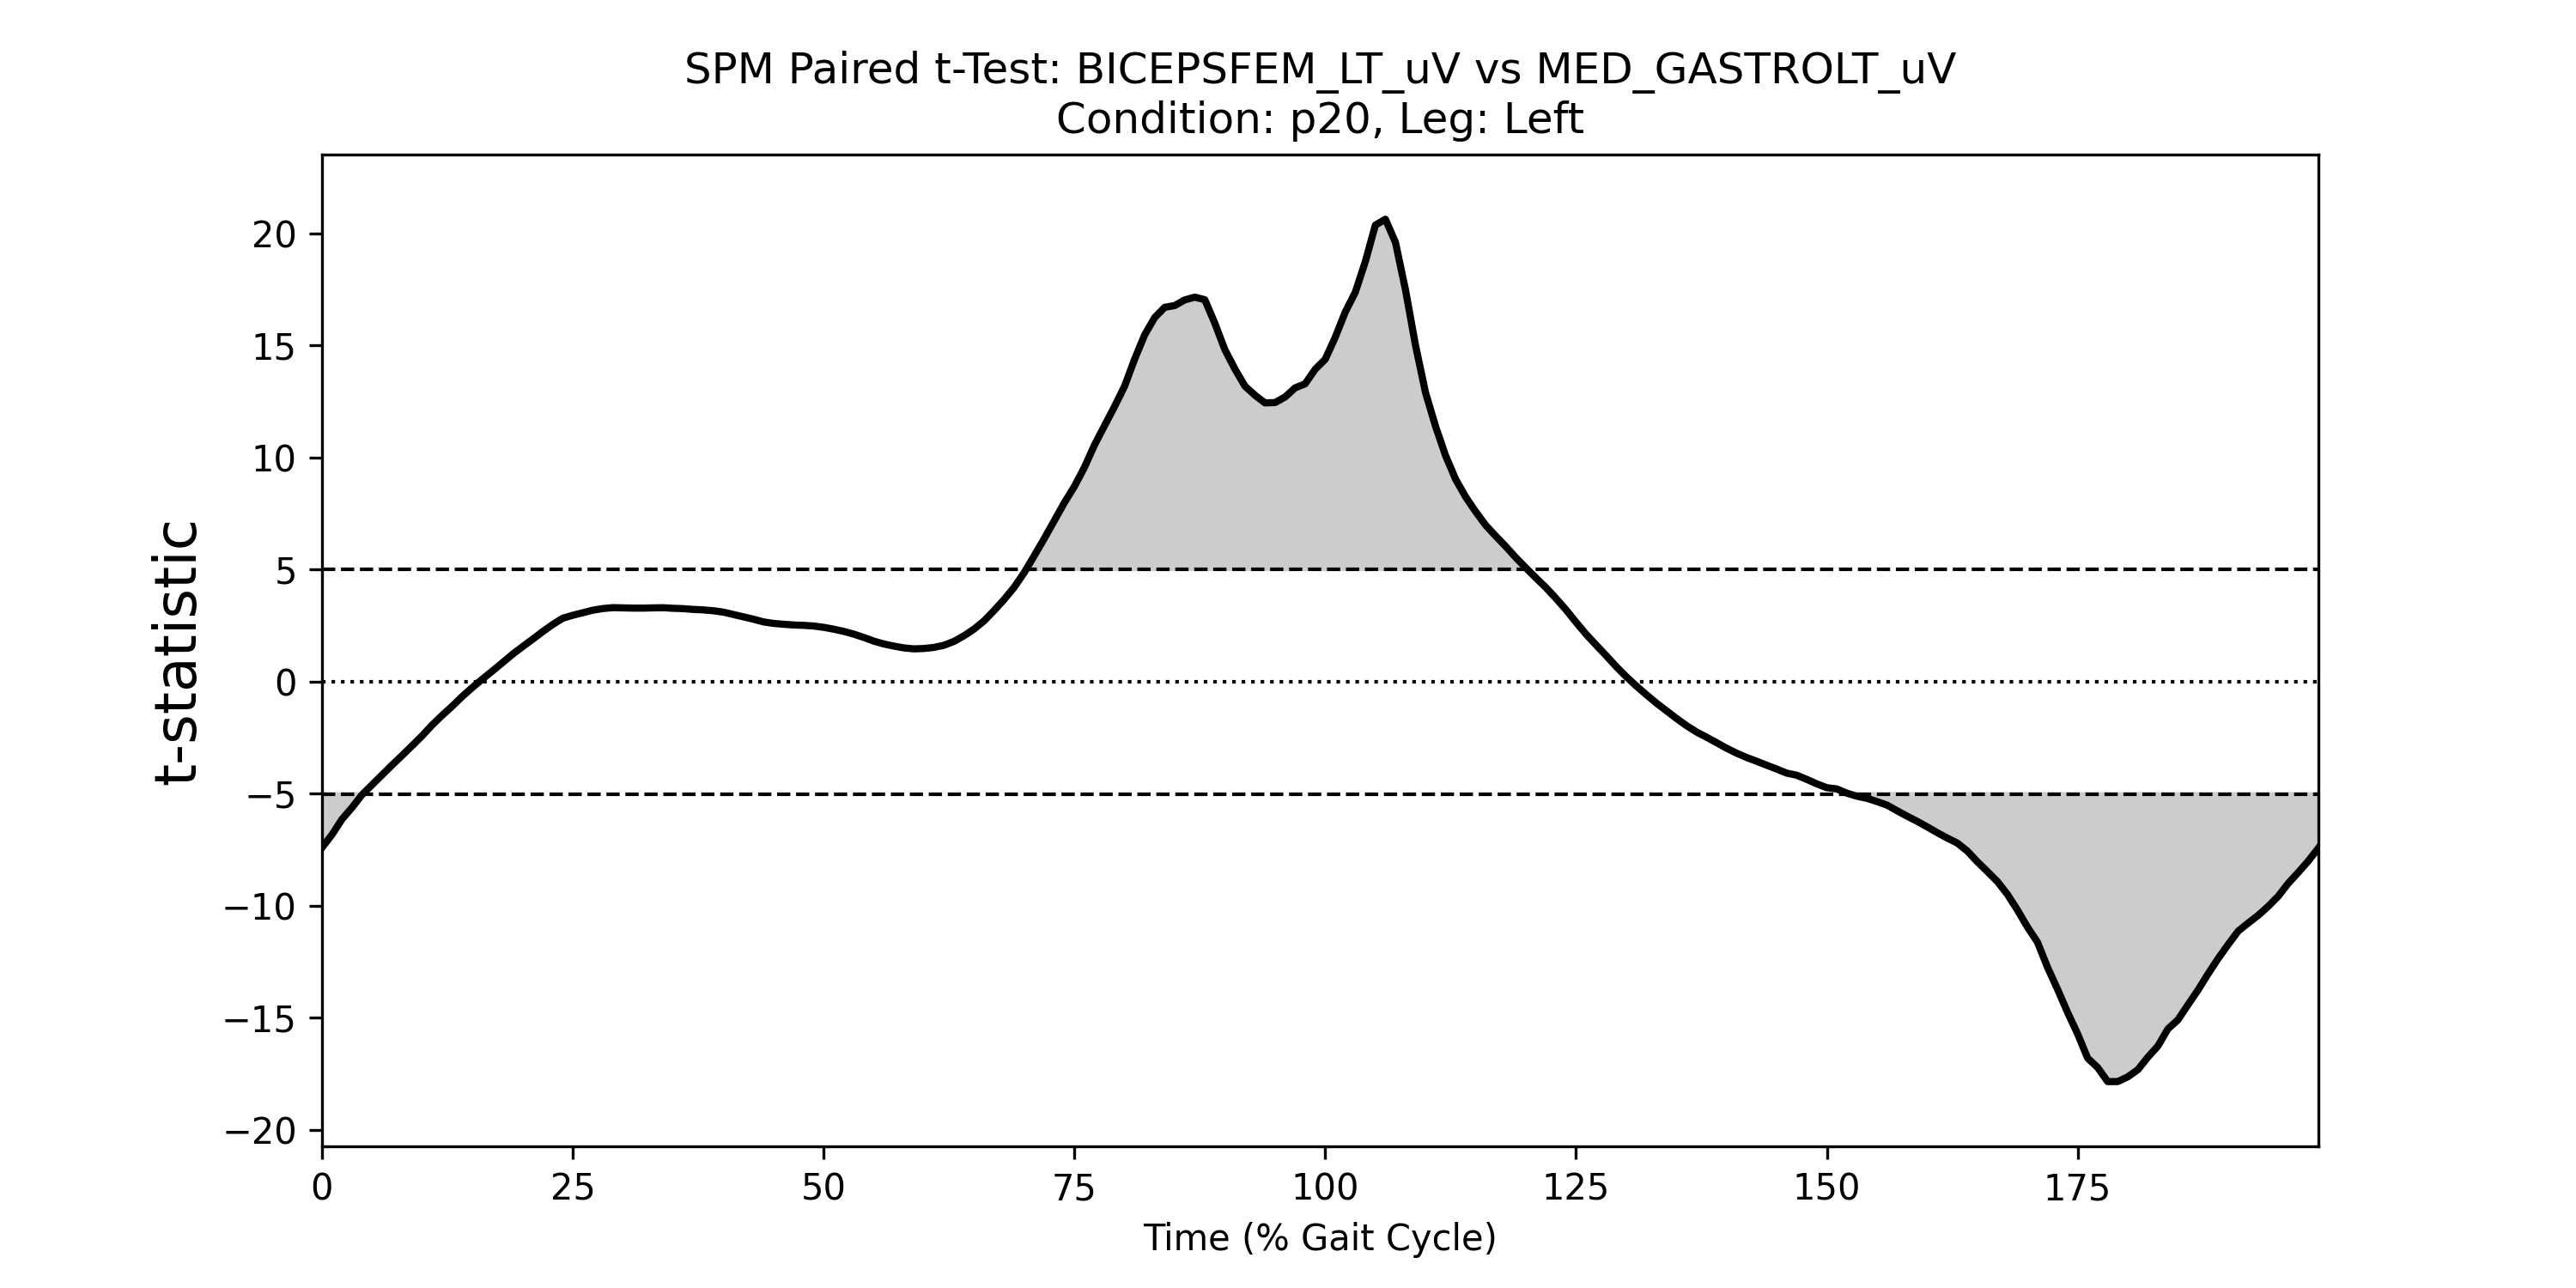 SPM Paired t-Test: BICEPSFEM_LT_uV vs MED_GASTROLT_uV
Condition: p20, Leg: Left
t-statistic
20
15
10
5
0
−5
−10
−15
−20
0 25 50 75 100 125 150 175
Time (% Gait Cycle)